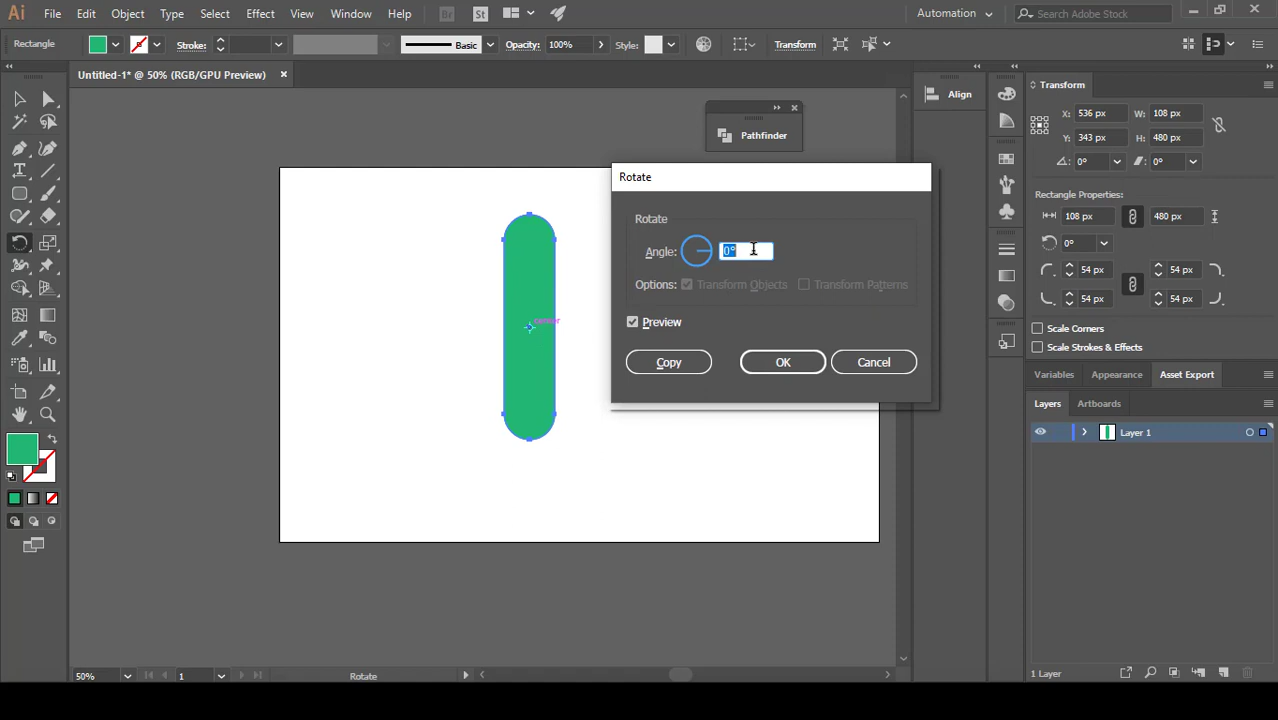 Ai File Edit Object Type Select Effect View Window Help Br St Automation Search Adobe Stock
Rectangle Stroke: Basic Opacity: 100% Style: Transform
Untitled-1* @ 50% (RGB/GPU Preview)
Align
Pathfinder
Transform
X: 536 px W: 108 px
Y: 343 px H: 480 px
0° 0°
Rectangle Properties:
108 px 480 px
0°
54 px 54 px
54 px 54 px
Scale Corners
Scale Strokes & Effects
Variables Appearance Asset Export
Layers Artboards
Layer 1
Rotate
Rotate
Angle: 0°
Options: Transform Objects Transform Patterns
Preview
Copy OK Cancel
center
50% 1 Rotate
1 Layer